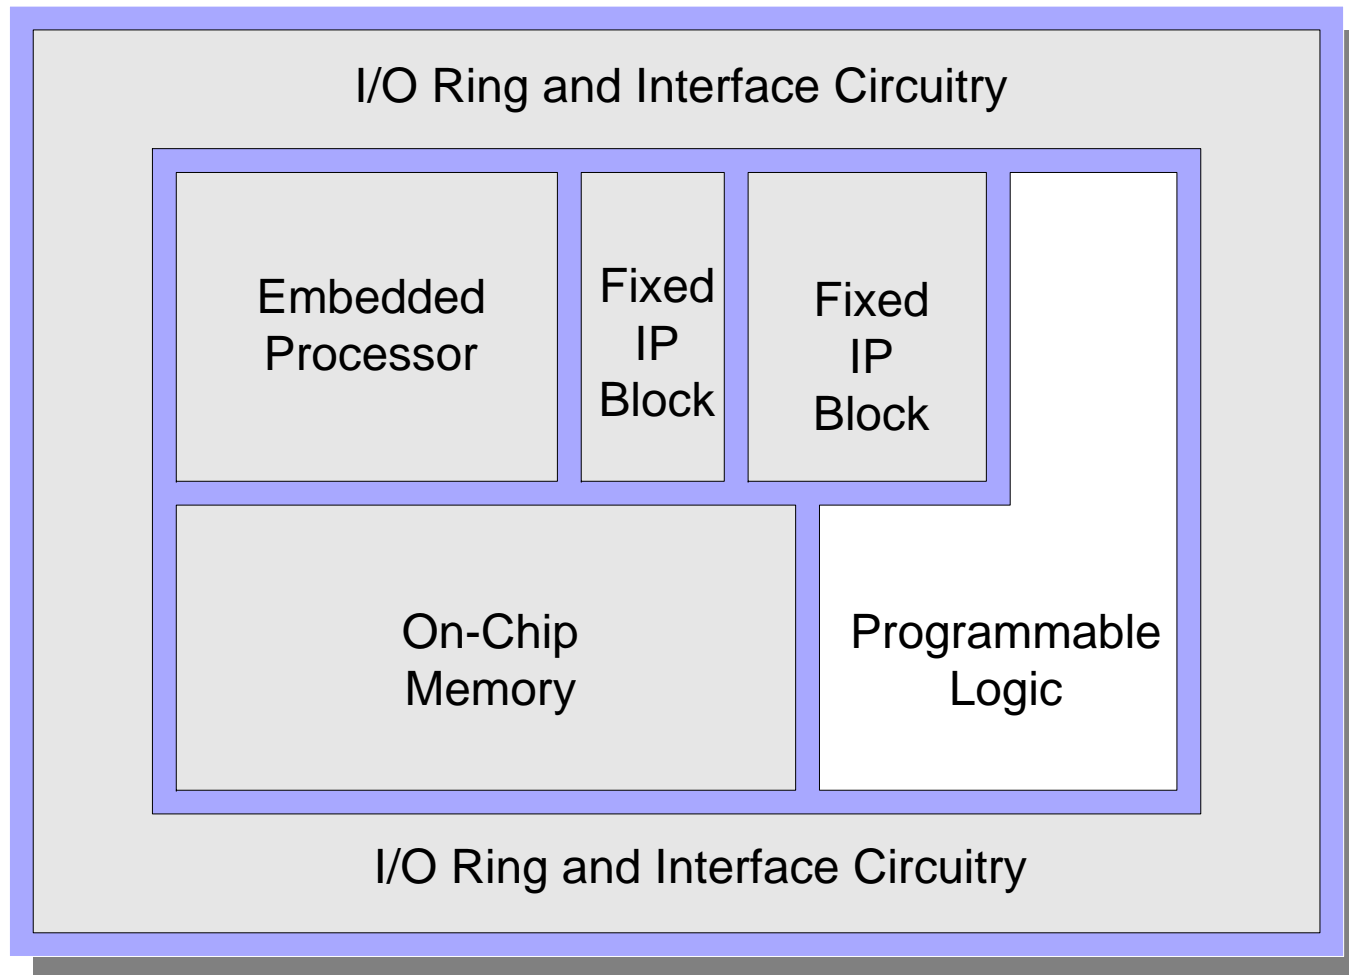 I/O Ring and Interface Circuitry
Embedded
Processor
Fixed
IP
Block
Fixed
IP
Block
On-Chip
Memory
Programmable
Logic
I/O Ring and Interface Circuitry